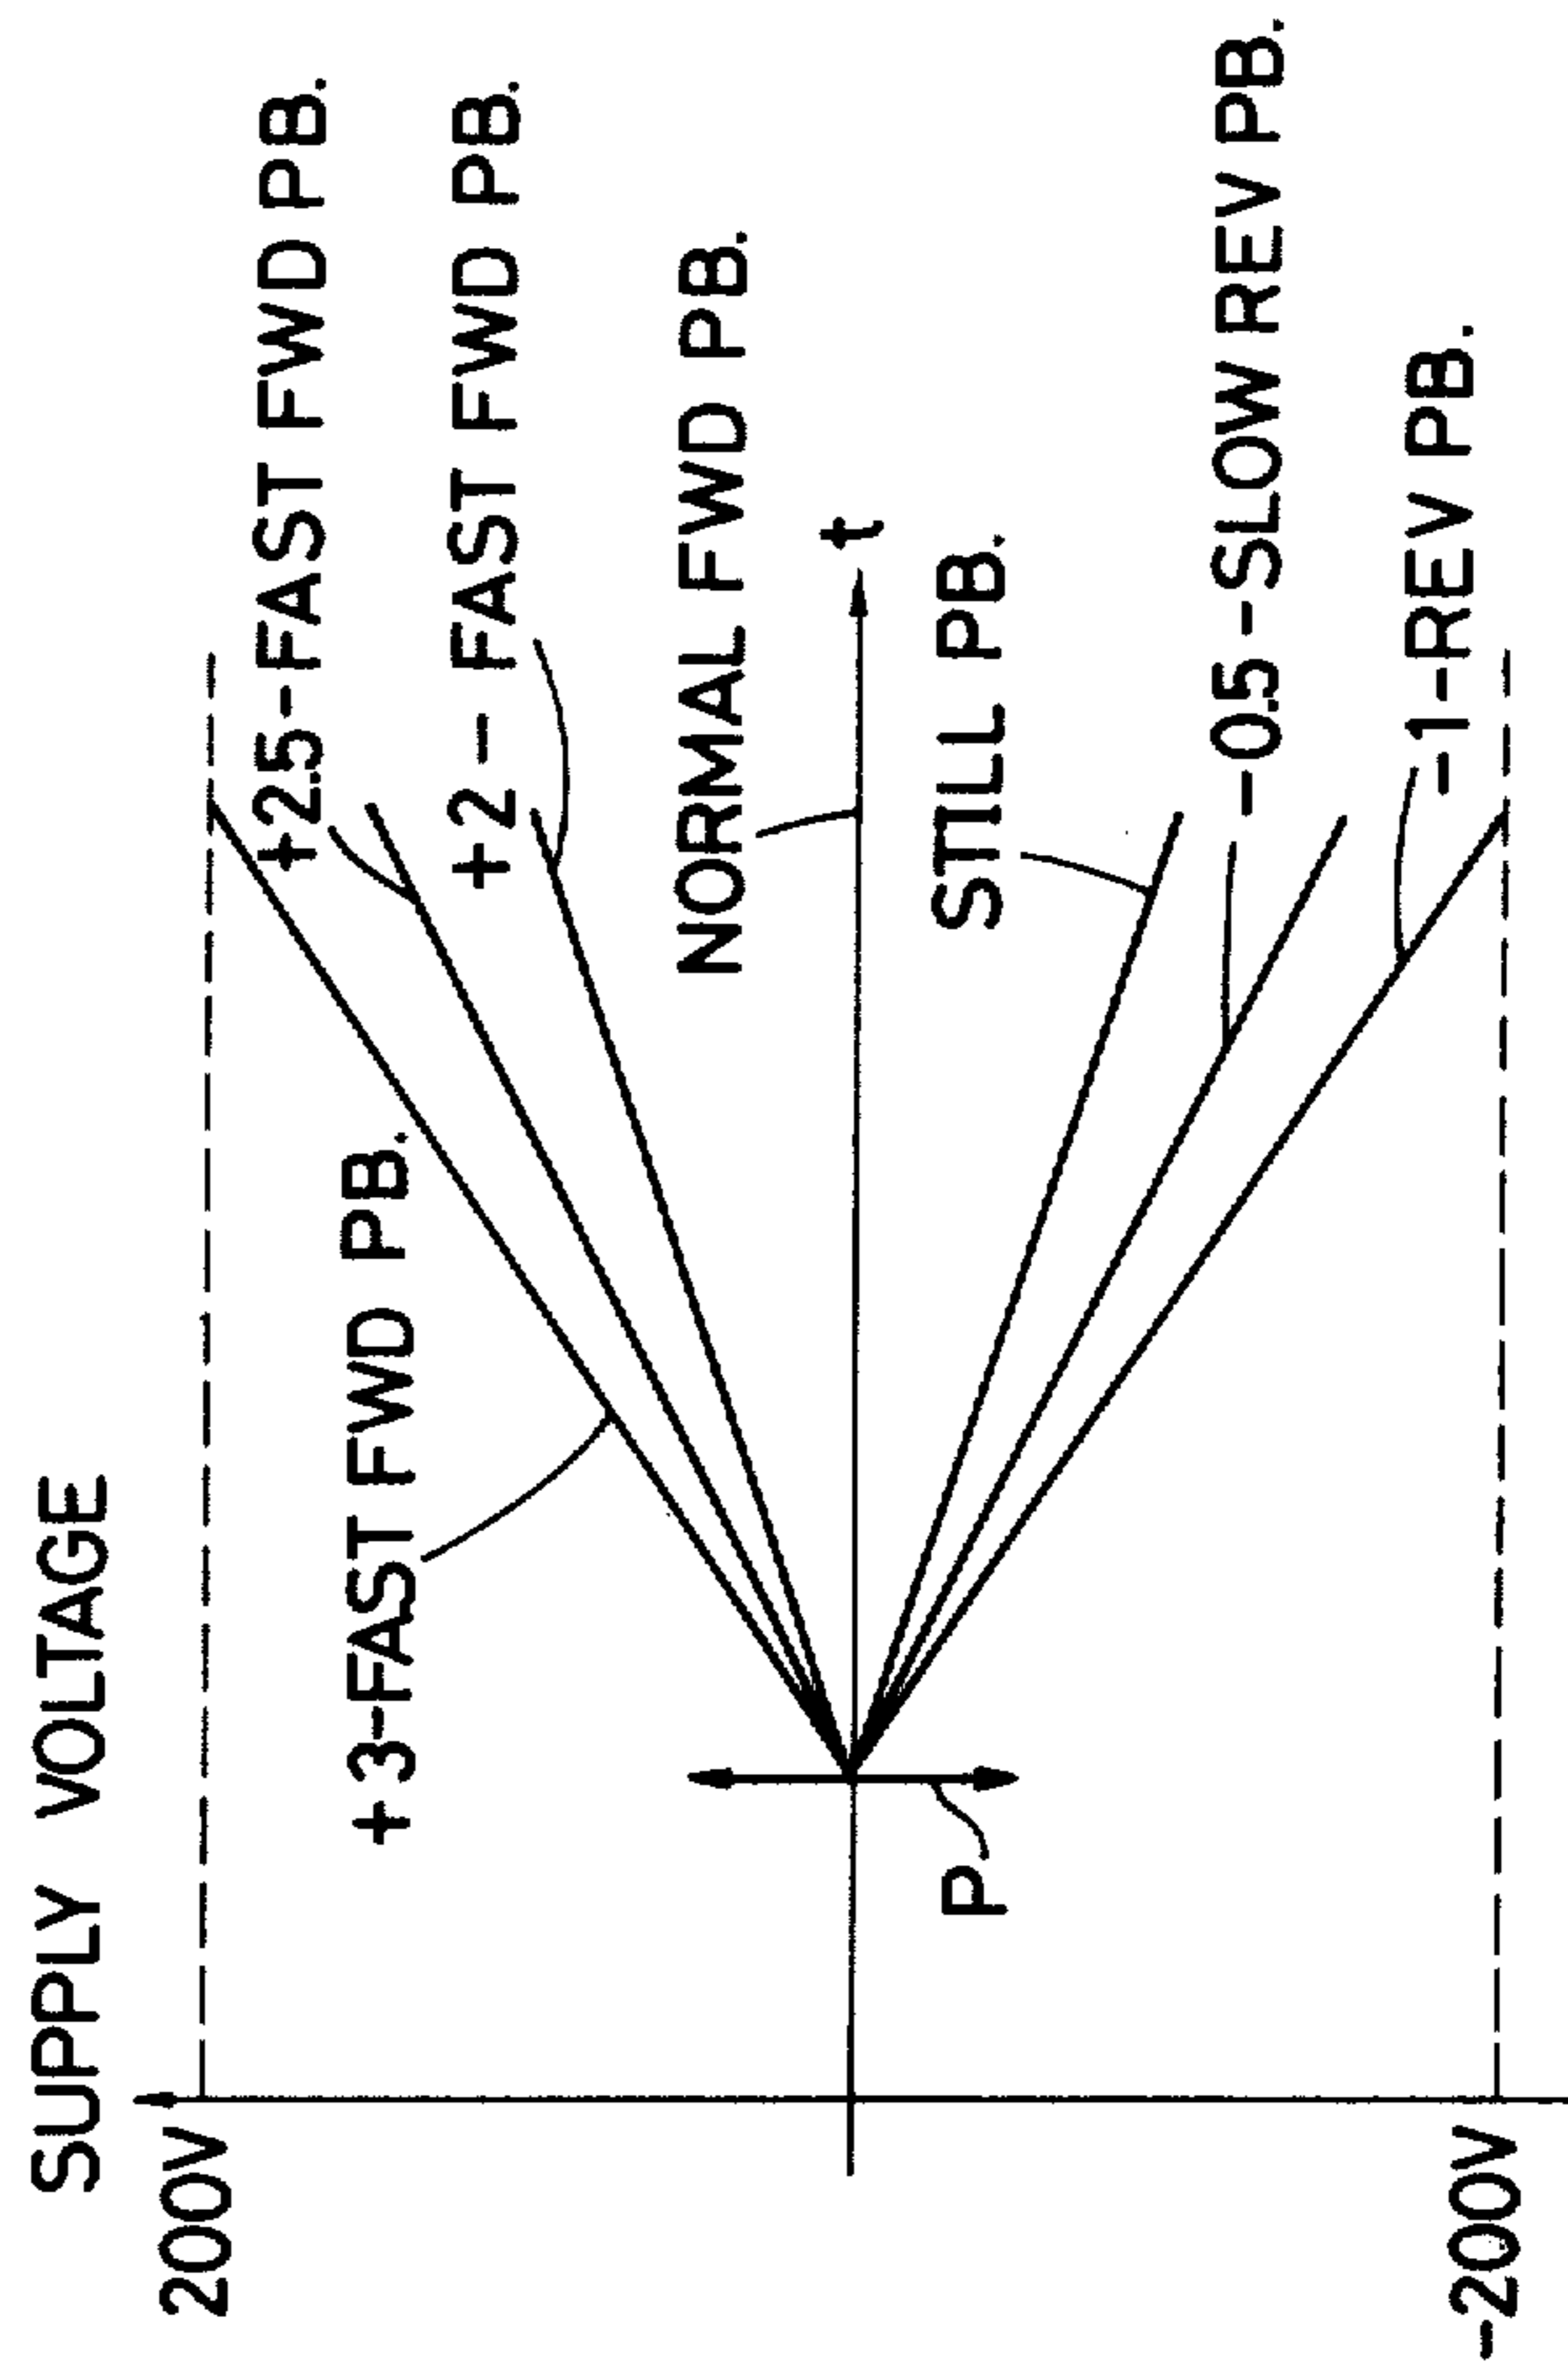 SUPPLY VOLTAGE
200V
+2.5-FAST FWD PB.
+3-FAST FWD PB.
+2-FAST FWD PB.
NORMAL FWD PB.
t
P
STILL PB.
-0.5-SLOW REV PB.
-1-REV PB.
-200V